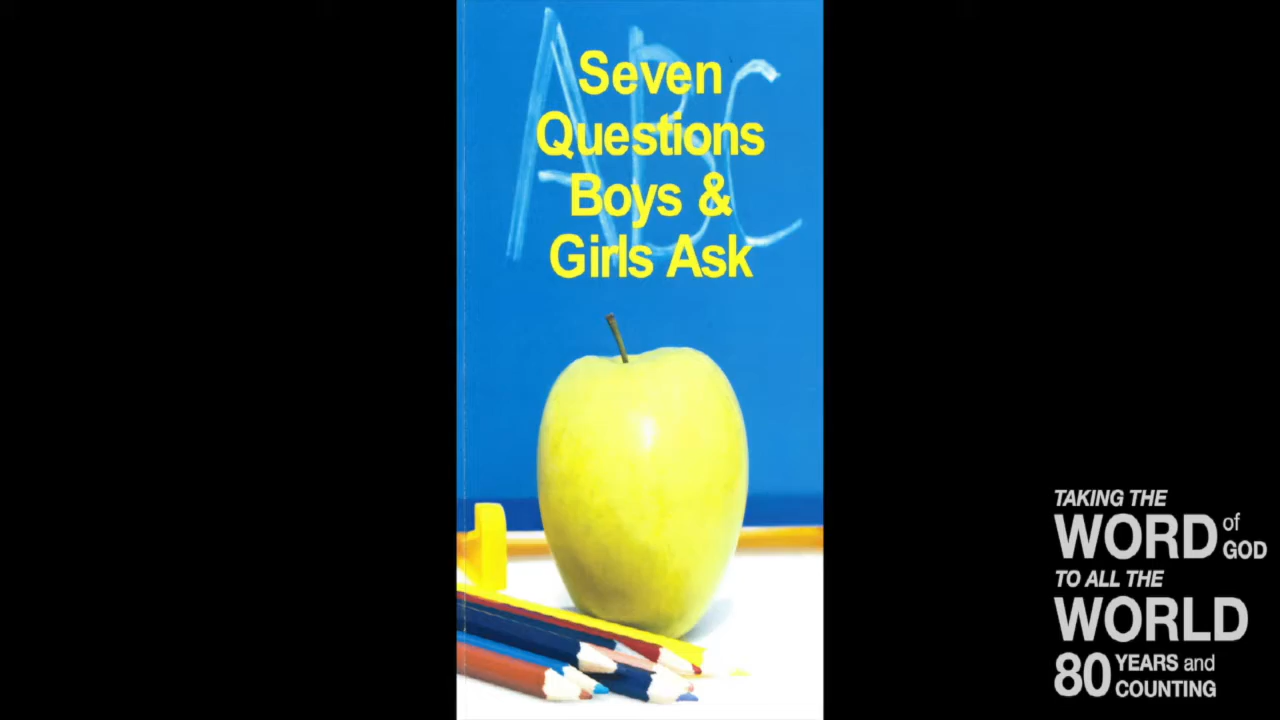 ABC
Seven
Questions
Boys &
Girls Ask
TAKING THE
WORD of GOD
TO ALL THE
WORLD
80 YEARS and
COUNTING